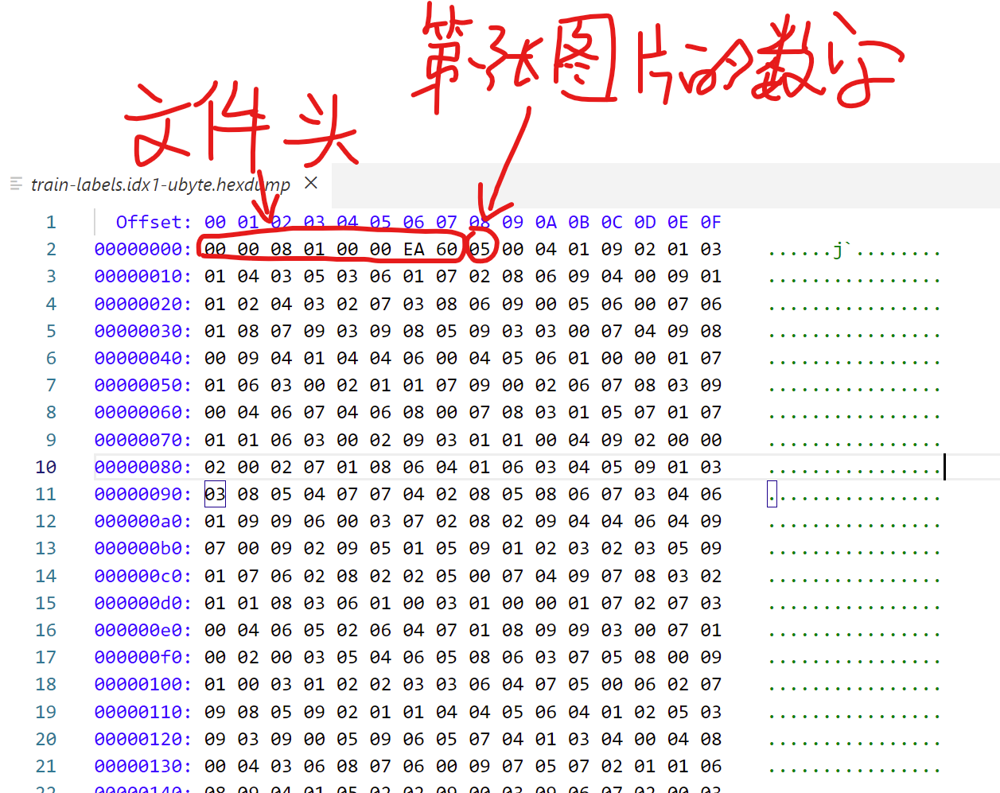 第张图片的数字
文件头
train-labels.idx1-ubyte.hexdump
1 Offset: 00 01 02 03 04 05 06 07 08 09 0A 0B 0C 0D 0E 0F
2 00000000: 00 00 08 01 00 00 EA 60 05 00 04 01 09 02 01 03 ......j`........
3 00000010: 01 04 03 05 03 06 01 07 02 08 06 09 04 00 09 01 ................
4 00000020: 01 02 04 03 02 07 03 08 06 09 00 05 06 00 07 06 ................
5 00000030: 01 08 07 09 03 09 08 05 09 03 03 00 07 04 09 08 ................
6 00000040: 00 09 04 01 04 04 06 00 04 05 06 01 00 00 01 07 ................
7 00000050: 01 06 03 00 02 01 01 07 09 00 02 06 07 08 03 09 ................
8 00000060: 00 04 06 07 04 06 08 00 07 08 03 01 05 07 01 07 ................
9 00000070: 01 01 06 03 00 02 09 03 01 01 00 04 09 02 00 00 ................
10 00000080: 02 00 02 07 01 08 06 04 01 06 03 04 05 09 01 03 ................
11 00000090: 03 08 05 04 07 07 04 02 08 05 08 06 07 03 04 06 ................
12 000000a0: 01 09 09 06 00 03 07 02 08 02 09 04 04 06 04 09 ................
13 000000b0: 07 00 09 02 09 05 01 05 09 01 02 03 02 03 05 09 ................
14 000000c0: 01 07 06 02 08 02 02 05 00 07 04 09 07 08 03 02 ................
15 000000d0: 01 01 08 03 06 01 00 03 01 00 00 01 07 02 07 03 ................
16 000000e0: 00 04 06 05 02 06 04 07 01 08 09 09 03 00 07 01 ................
17 000000f0: 00 02 00 03 05 04 06 05 08 06 03 07 05 08 00 09 ................
18 00000100: 01 00 03 01 02 02 03 03 06 04 07 05 00 06 02 07 ................
19 00000110: 09 08 05 09 02 01 01 04 04 05 06 04 01 02 05 03 ................
20 00000120: 09 03 09 00 05 09 06 05 07 04 01 03 04 00 04 08 ................
21 00000130: 00 04 03 06 08 07 06 00 09 07 05 07 02 01 01 06 ................
22 00000140: 08 09 04 01 05 02 02 09 00 03 09 06 07 02 00 03